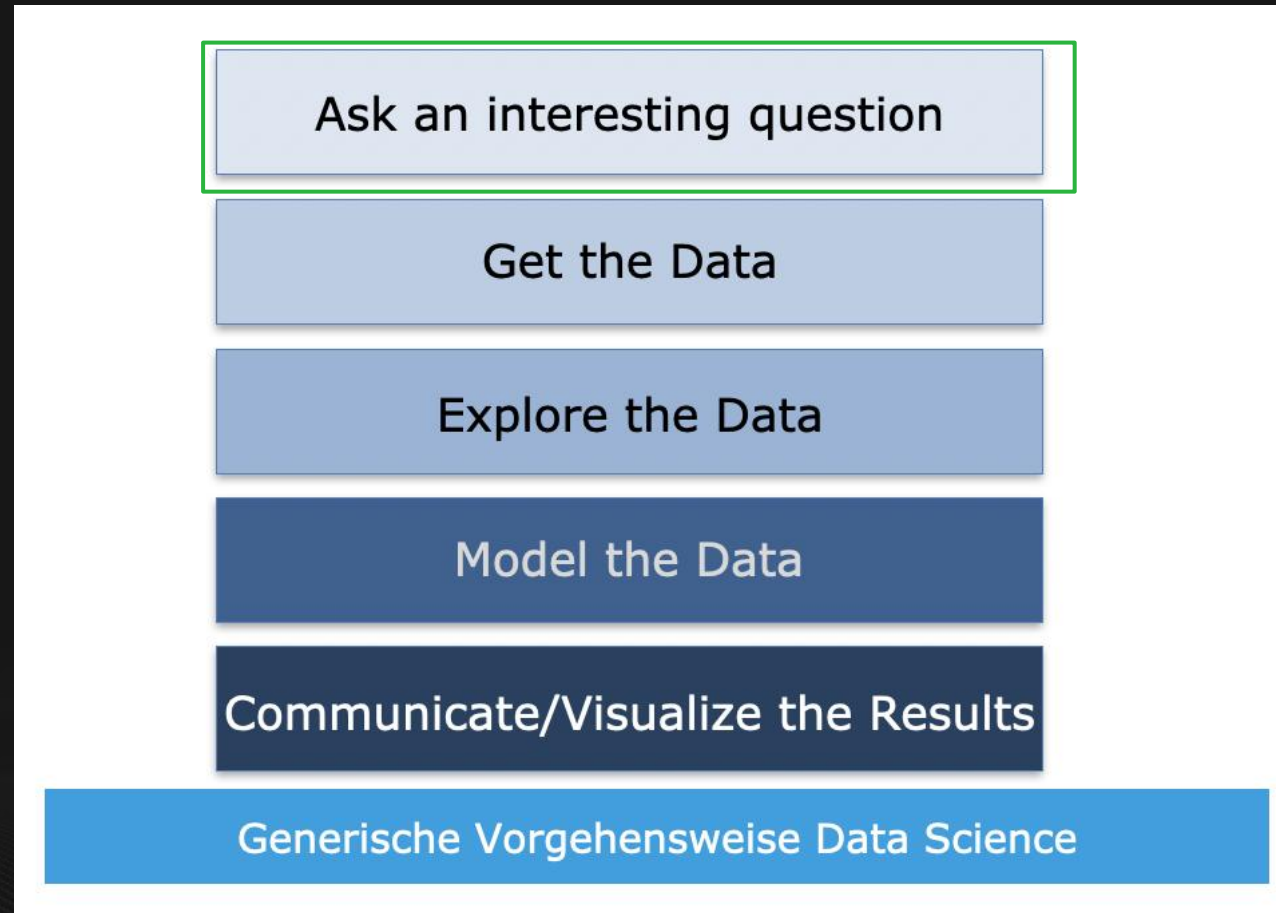 Ask an interesting question
Get the Data
Explore the Data
Model the Data
Communicate/Visualize the Results
Generische Vorgehensweise Data Science